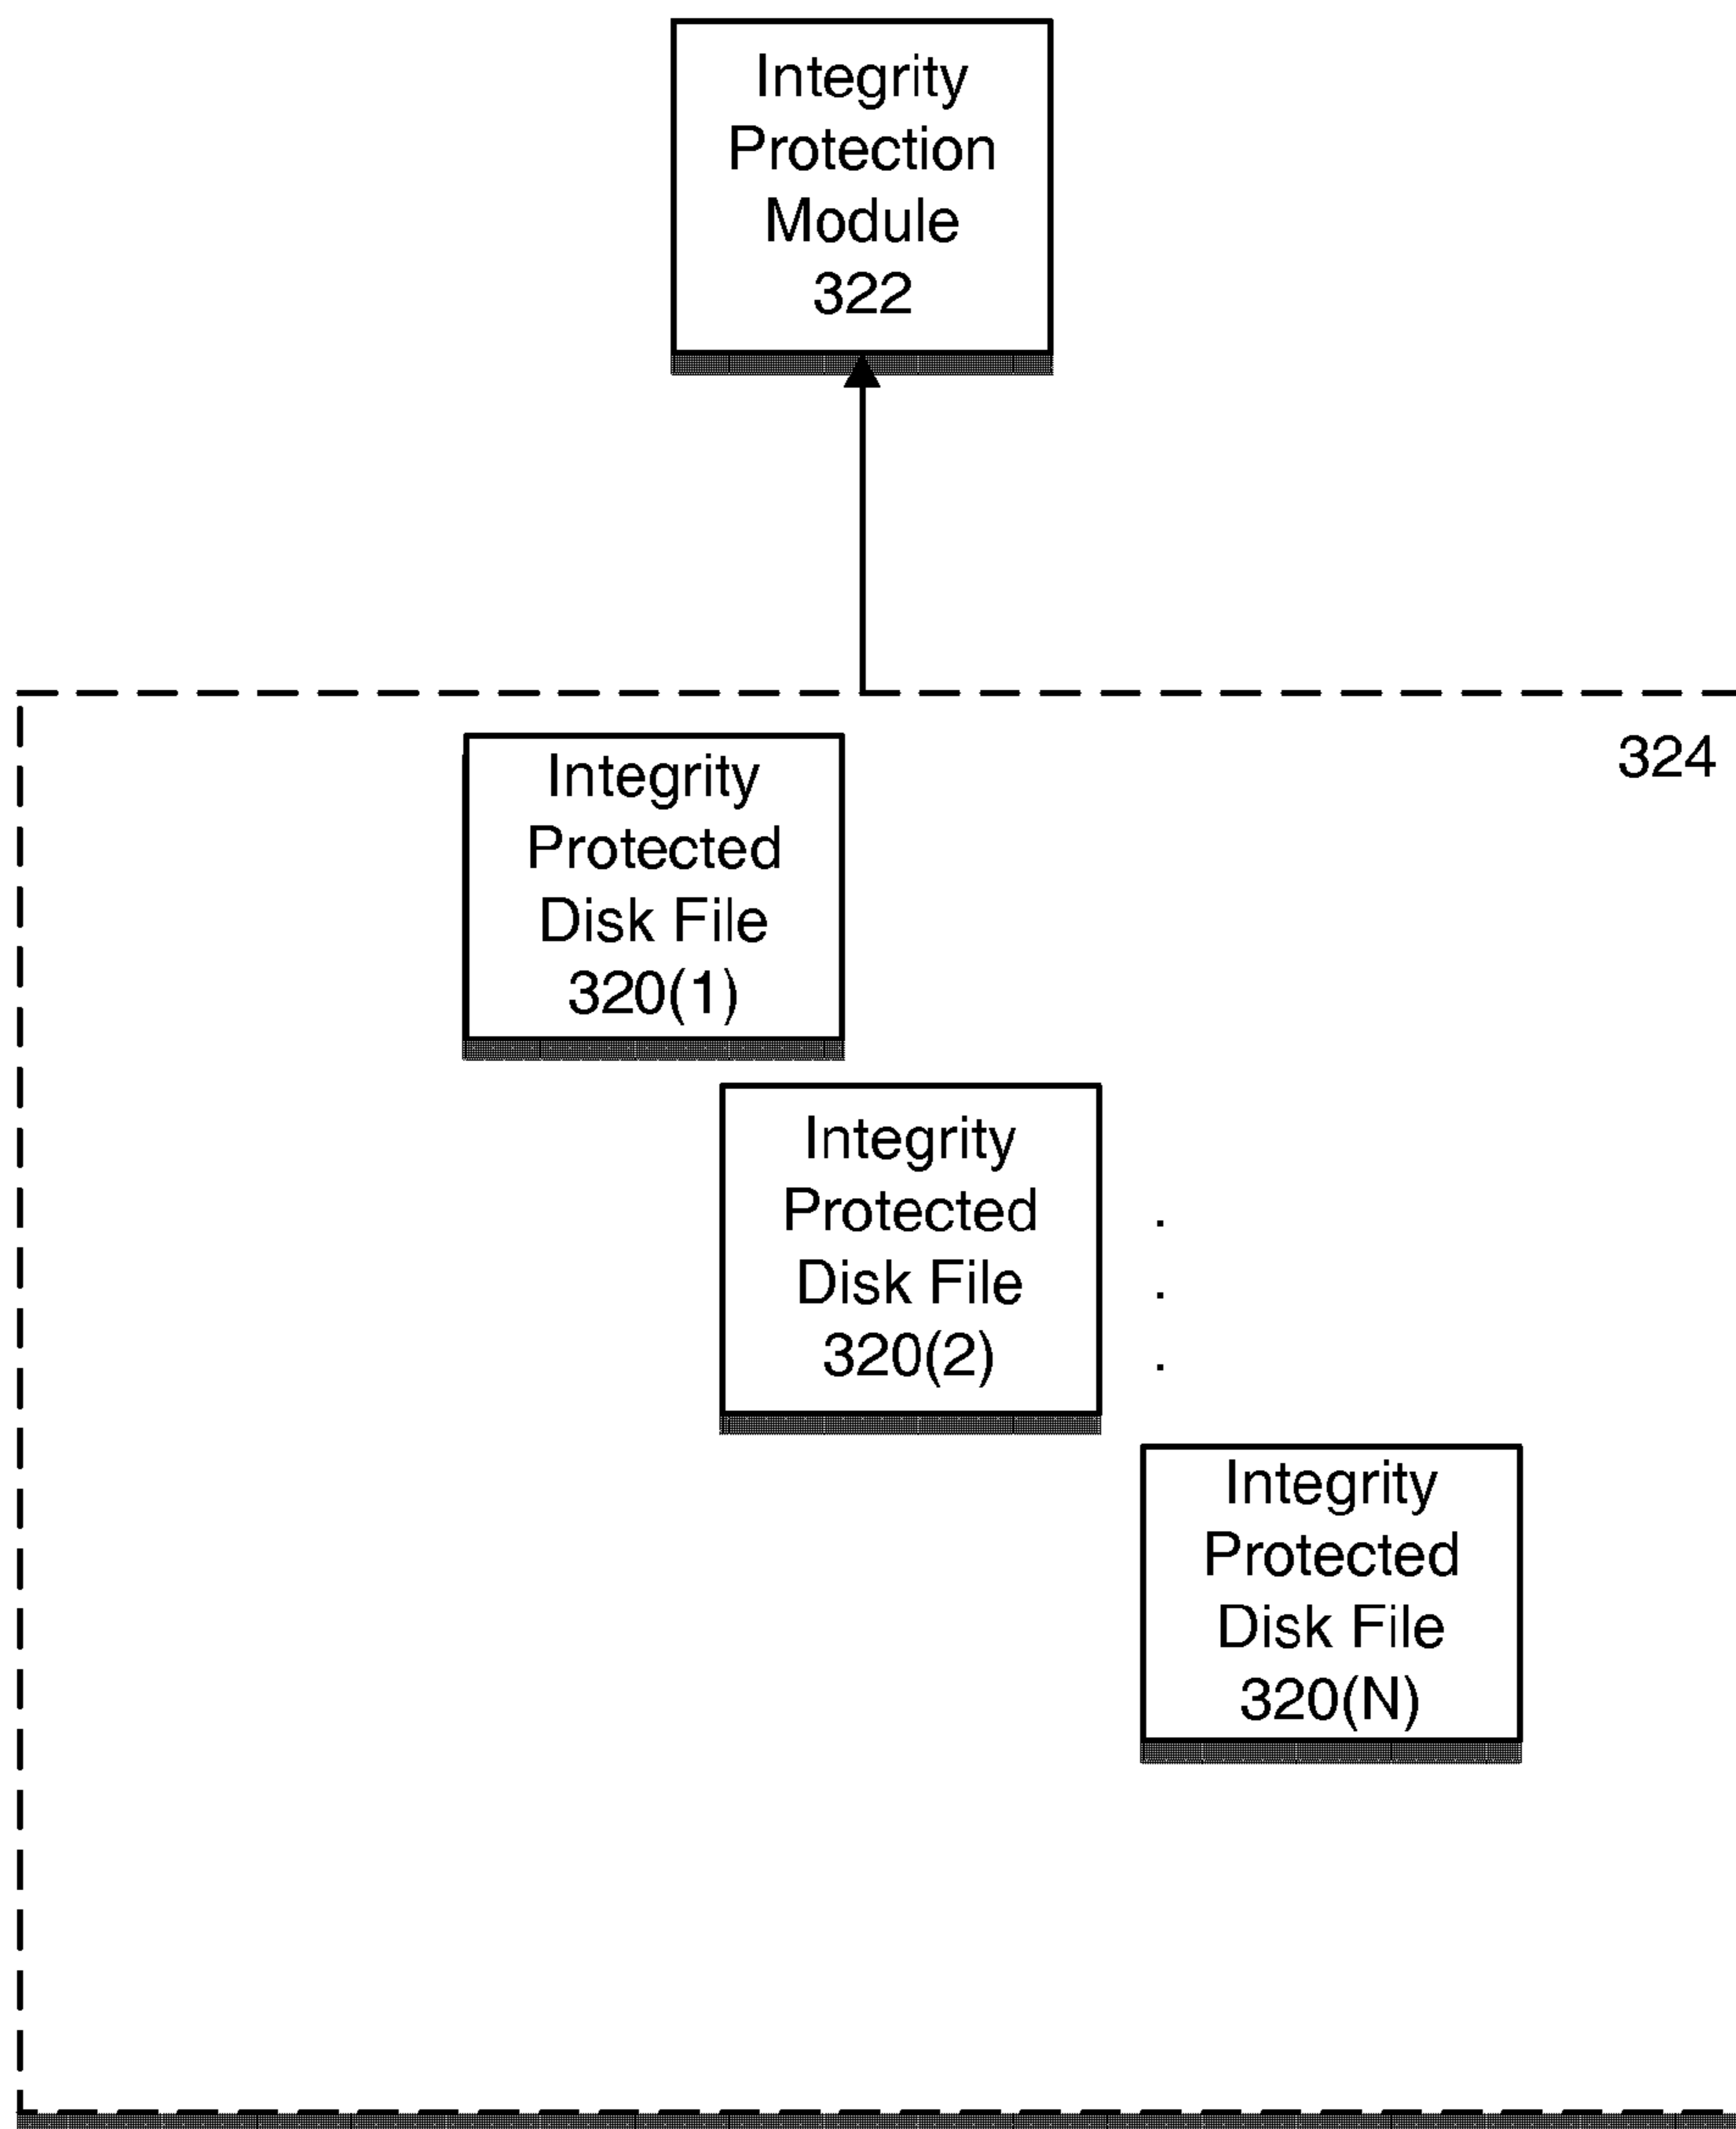 Integrity
Protection
Module
322
324
Integrity
Protected
Disk File
320(1)
Integrity
Protected
Disk File
320(2)
.
.
.
Integrity
Protected
Disk File
320(N)